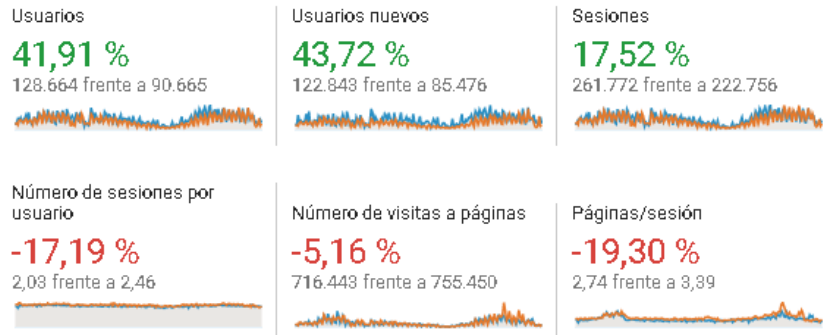 Usuarios
41,91 %
128.664 frente a 90.665
Usuarios nuevos
43,72 %
122.843 frente a 85.476
Sesiones
17,52 %
261.772 frente a 222.756
Número de sesiones por
usuario
-17,19 %
2,03 frente a 2,46
Número de visitas a páginas
-5,16 %
716.443 frente a 755.450
Páginas/sesión
-19,30 %
2,74 frente a 3,39